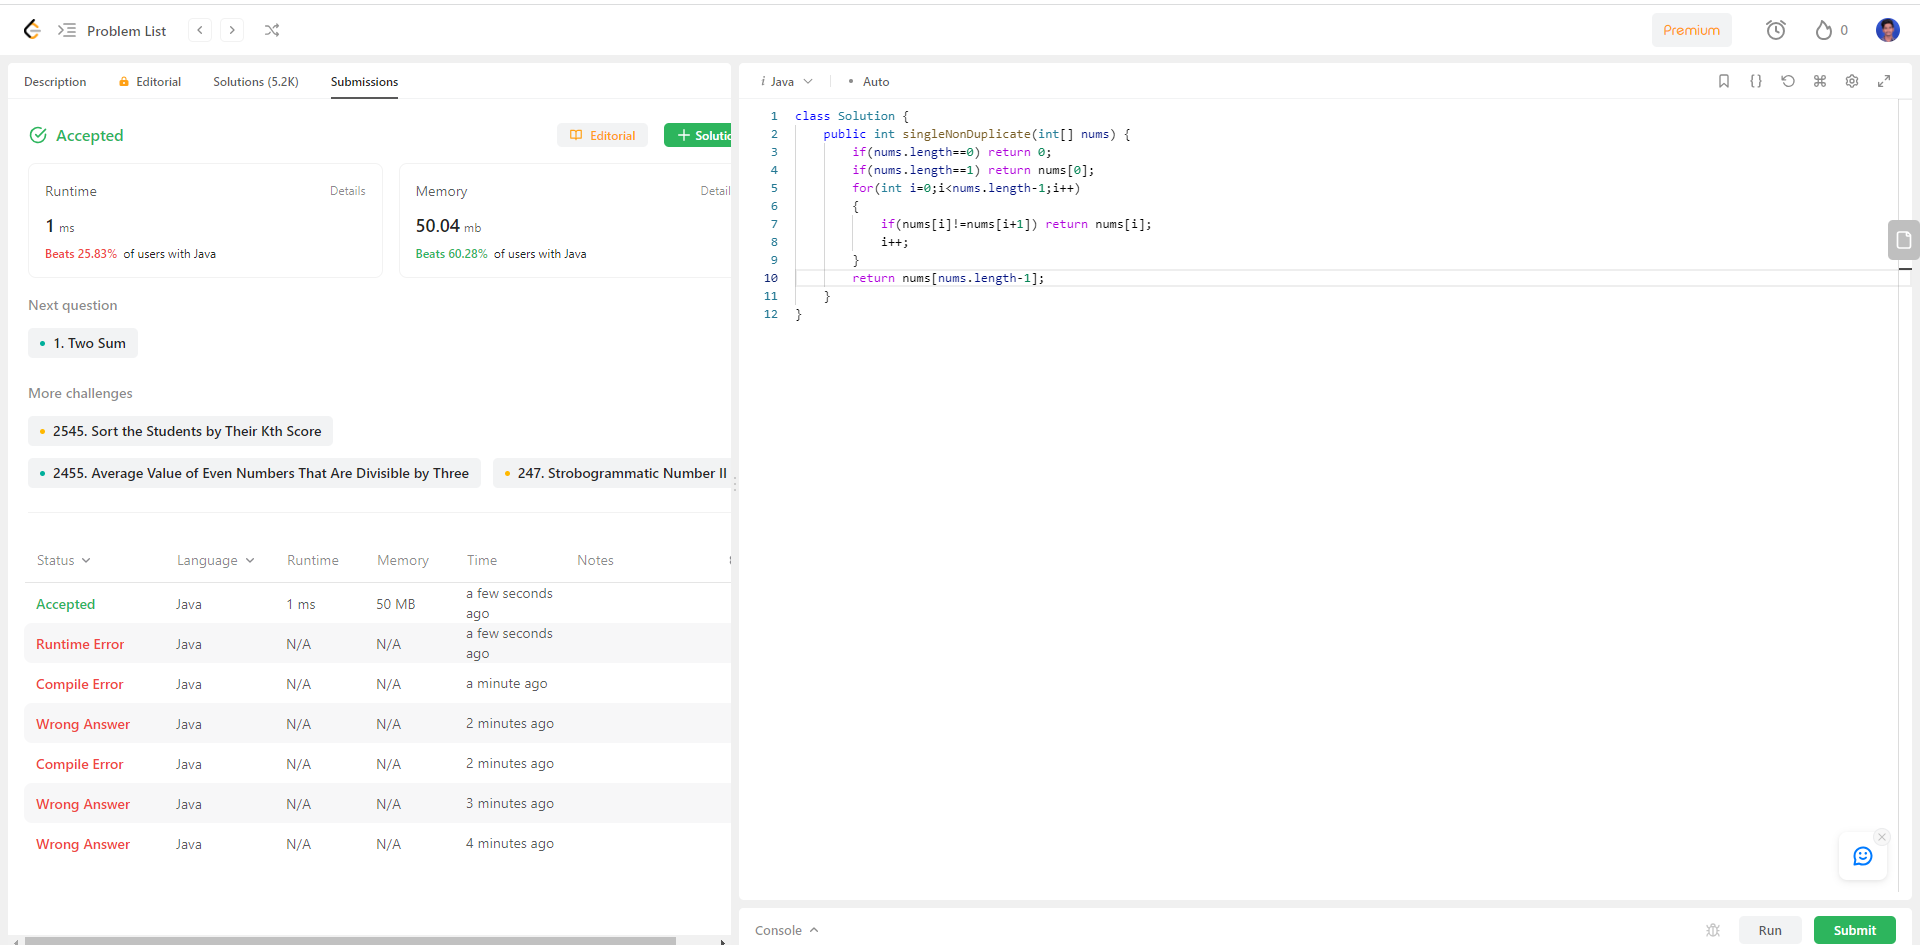 Problem List
Premium
0
Description Editorial Solutions (5.2K) Submissions
Accepted
Editorial
Solutio
Runtime Details
1 ms
Beats 25.83% of users with Java
Memory Detail
50.04 mb
Beats 60.28% of users with Java
Next question
1. Two Sum
More challenges
2545. Sort the Students by Their Kth Score
2455. Average Value of Even Numbers That Are Divisible by Three
247. Strobogrammatic Number II
Status Language Runtime Memory Time Notes
Accepted Java 1 ms 50 MB a few seconds
ago
Runtime Error Java N/A N/A a few seconds
ago
Compile Error Java N/A N/A a minute ago
Wrong Answer Java N/A N/A 2 minutes ago
Compile Error Java N/A N/A 2 minutes ago
Wrong Answer Java N/A N/A 3 minutes ago
Wrong Answer Java N/A N/A 4 minutes ago
i Java • Auto
1 class Solution {
2 public int singleNonDuplicate(int[] nums) {
3 if(nums.length==0) return 0;
4 if(nums.length==1) return nums[0];
5 for(int i=0;i<nums.length-1;i++)
6 {
7 if(nums[i]!=nums[i+1]) return nums[i];
8 i++;
9 }
10 return nums[nums.length-1];
11 }
12 }
Console
Run
Submit